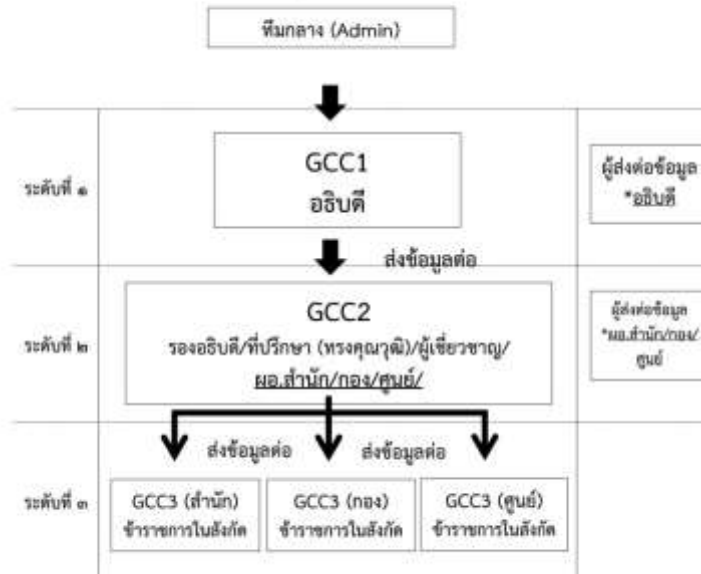 ทีมกลาง (Admin)
ระดับที่ ๑
GCC1
อธิบดี
ผู้ส่งต่อข้อมูล
*อธิบดี
ส่งข้อมูลต่อ
ระดับที่ ๒
GCC2
รองอธิบดี/ที่ปรึกษา (ทรงคุณวุฒิ)/ผู้เชี่ยวชาญ/
ผอ.สำนัก/กอง/ศูนย์/
ผู้ส่งต่อข้อมูล
*ผอ.สำนัก/กอง/
ศูนย์
ส่งข้อมูลต่อ
ส่งข้อมูลต่อ
ระดับที่ ๓
GCC3 (สำนัก)
ข้าราชการในสังกัด
GCC3 (กอง)
ข้าราชการในสังกัด
GCC3 (ศูนย์)
ข้าราชการในสังกัด